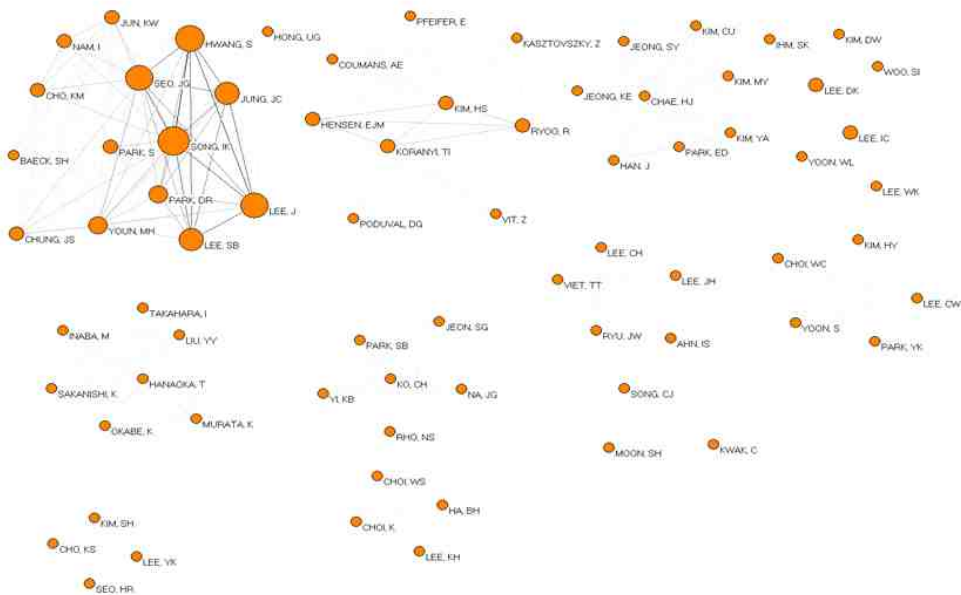 JUN, KW
NAM, I
HWANG, S
HONG, UG
SEO, JG
JUNG, JC
CHO, KM
SONG, IK
PARK, S
BAECK, SH
PARK, DR
LEE, J
CHUNG, JS
YOUN, MH
LEE, SB
PFEIFER, E
COUMANS, AE
KASZTOVSZKY, Z
KIM, HS
HENSEN, EJM
RYOO, R
KORANYI, TI
PODUVAL, DG
VIT, Z
KIM, CU
JEONG, SY
IHM, SK
KIM, DW
WOO, SI
KIM, MY
JEONG, KE
CHAE, HJ
LEE, DK
KIM, YA
LEE, IC
PARK, ED
HAN, J
YOON, WL
LEE, WK
LEE, CH
KIM, HY
CHOI, WC
VIET, TT
LEE, JH
LEE, CW
YOON, S
RYU, JW
AHN, IS
PARK, YK
SONG, CJ
MOON, SH
KWAK, C
TAKAHARA, I
INABA, M
LIU, YY
HANAOKA, T
SAKANISHI, K
OKABE, K
MURATA, K
JEON, SG
PARK, SB
KO, CH
YI, KB
NA, JG
RHO, NS
CHOI, WS
HA, BH
CHOI, K
LEE, KH
KIM, SH
CHO, KS
LEE, YK
SEO, HR